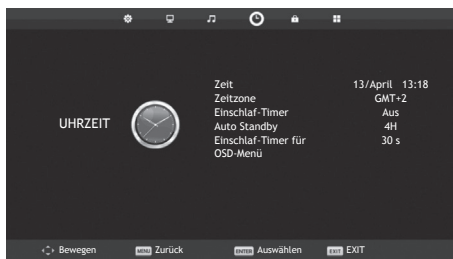 Zeit 13/April 13:18
Zeitzone GMT+2
Einschlaf-Timer Aus
UHRZEIT
Auto Standby 4H
Einschlaf-Timer für 30 s
OSD-Menü
Bewegen MENU Zurück ENTER Auswählen EXIT EXIT